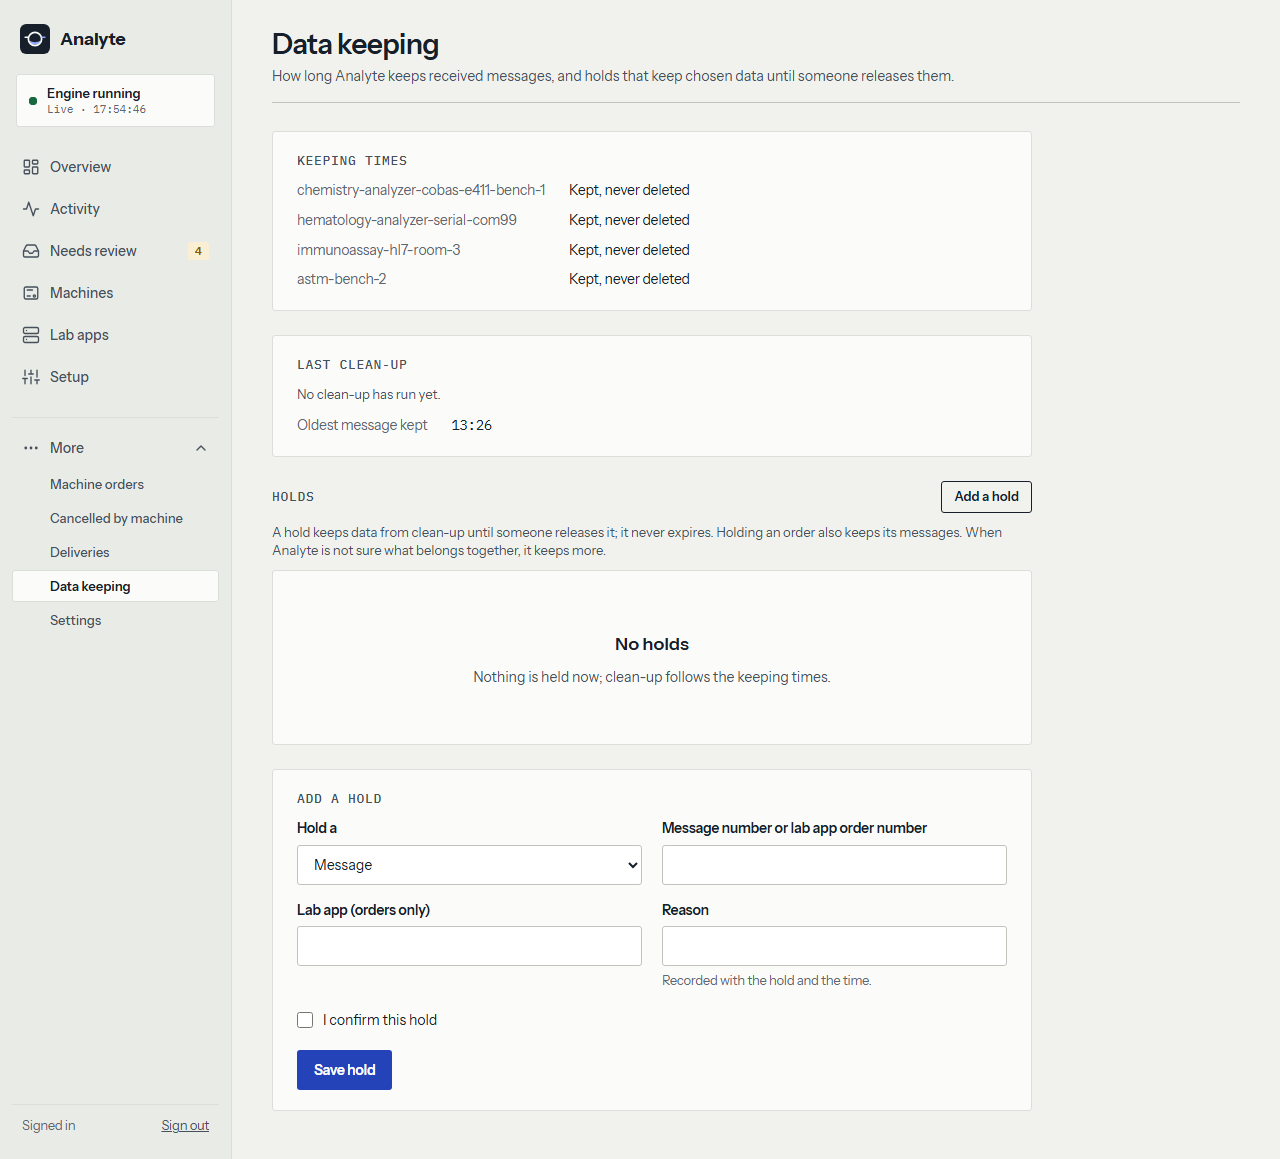 Analyte
Engine running
Live · 17:54:46
Overview
Activity
Needs review 4
Machines
Lab apps
Setup
More
Machine orders
Cancelled by machine
Deliveries
Data keeping
Settings
Signed in Sign out
Data keeping
How long Analyte keeps received messages, and holds that keep chosen data until someone releases them.
KEEPING TIMES
chemistry-analyzer-cobas-e411-bench-1 Kept, never deleted
hematology-analyzer-serial-com99 Kept, never deleted
immunoassay-hl7-room-3 Kept, never deleted
astm-bench-2 Kept, never deleted
LAST CLEAN-UP
No clean-up has run yet.
Oldest message kept 13:26
HOLDS Add a hold
A hold keeps data from clean-up until someone releases it; it never expires. Holding an order also keeps its messages. When
Analyte is not sure what belongs together, it keeps more.
No holds
Nothing is held now; clean-up follows the keeping times.
ADD A HOLD
Hold a Message number or lab app order number
Message
Lab app (orders only) Reason
Recorded with the hold and the time.
I confirm this hold
Save hold